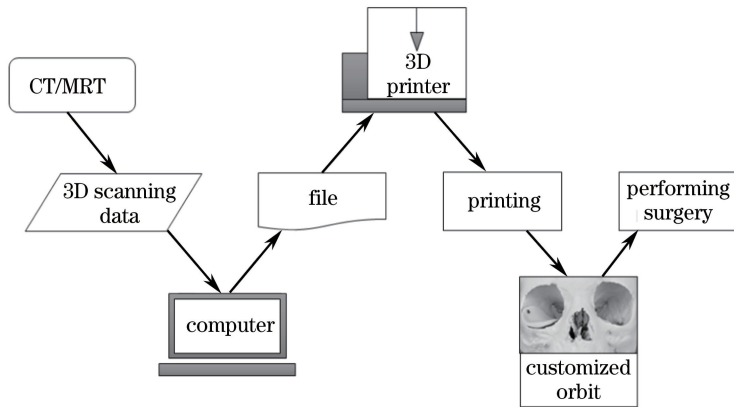 CT/MRT
3D scanning
data
computer
file
3D
printer
printing
customized
orbit
performing
surgery